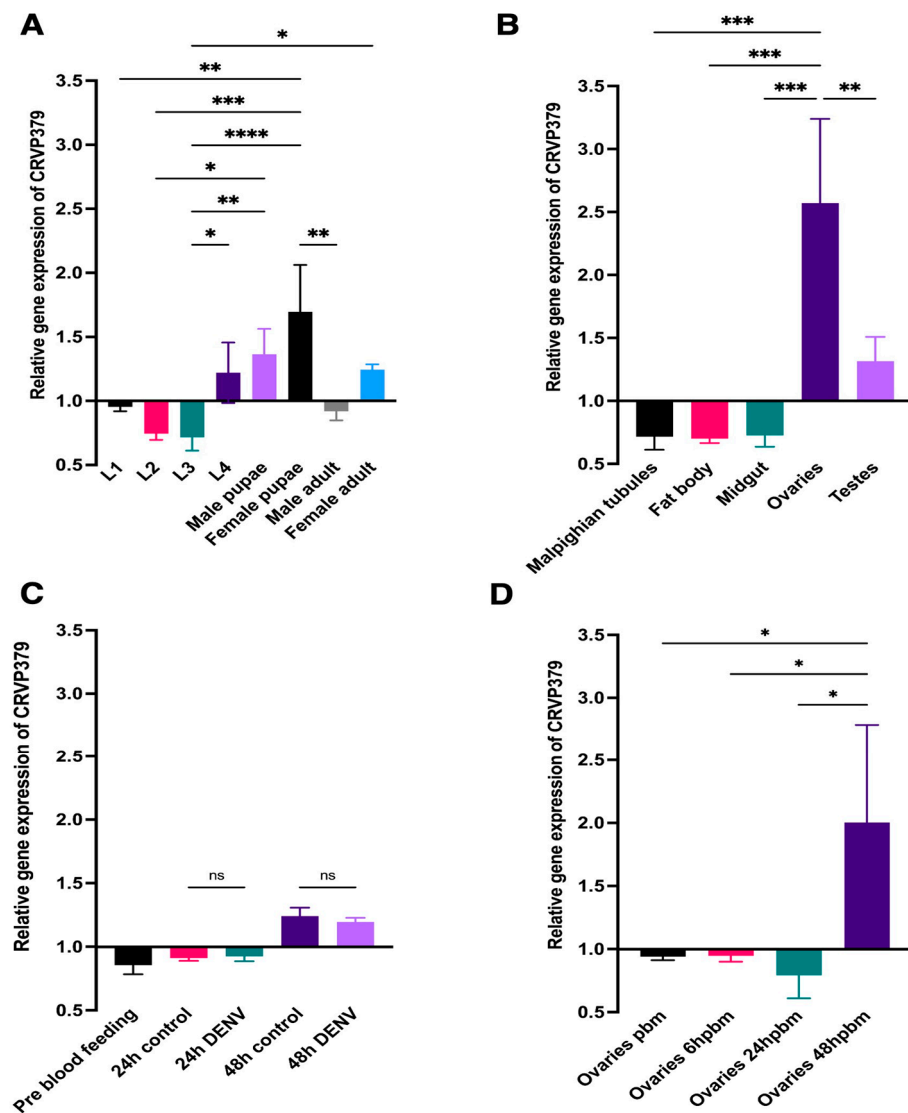 A
*
**
***
****
*
**
*
**
3.5
3.0
2.5
2.0
1.5
1.0
0.5
Relative gene expression of CRVP379
L1
L2
L3
L4
Male pupae
Female pupae
Male adult
Female adult
B
***
***
***
**
3.5
3.0
2.5
2.0
1.5
1.0
0.5
Relative gene expression of CRVP379
Malpighian tubules
Fat body
Midgut
Ovaries
Testes
C
3.5
3.0
2.5
2.0
1.5
1.0
0.5
Relative gene expression of CRVP379
ns
ns
Pre blood feeding
24h control
24h DENV
48h control
48h DENV
D
*
*
*
3.5
3.0
2.5
2.0
1.5
1.0
0.5
Relative gene expression of CRVP379
Ovaries pbm
Ovaries 6hpbm
Ovaries 24hpbm
Ovaries 48hpbm